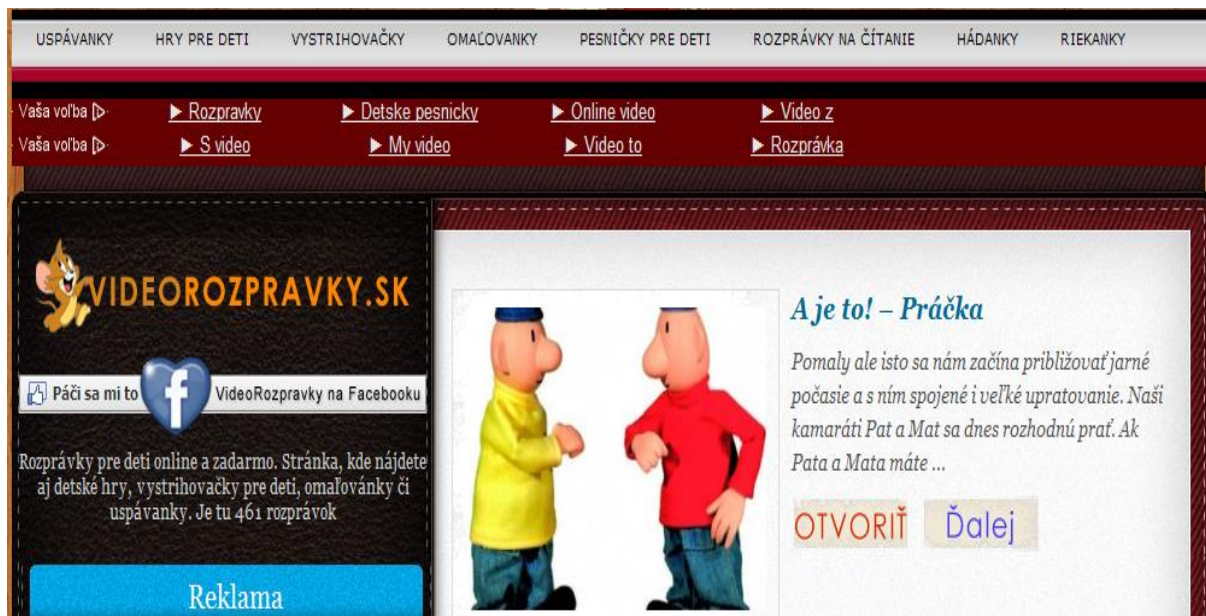 USPÁVANKY HRY PRE DETI VYSTRIHOVAČKY OMAĽOVANKY PESNIČKY PRE DETI ROZPRÁVKY NA ČÍTANIE HÁDANKY RIEKANKY
Vaša voľba Rozpravky Detske pesnicky Online video Video z
Vaša voľba S video My video Video to Rozprávka
VIDEOROZPRAVKY.SK
Páči sa mi to f VideoRozpravky na Facebooku
Rozprávky pre deti online a zadarmo. Stránka, kde nájdete
aj detské hry, vystrihovačky pre deti, omaľovánky či
uspávanky. Je tu 461 rozprávok
Reklama
A je to! – Práčka
Pomaly ale isto sa nám začína približovať jarné
počasie a s ním spojené i veľké upratovanie. Naši
kamaráti Pat a Mat sa dnes rozhodnú prať. Ak
Pata a Mata máte ...
OTVORIŤ Ďalej